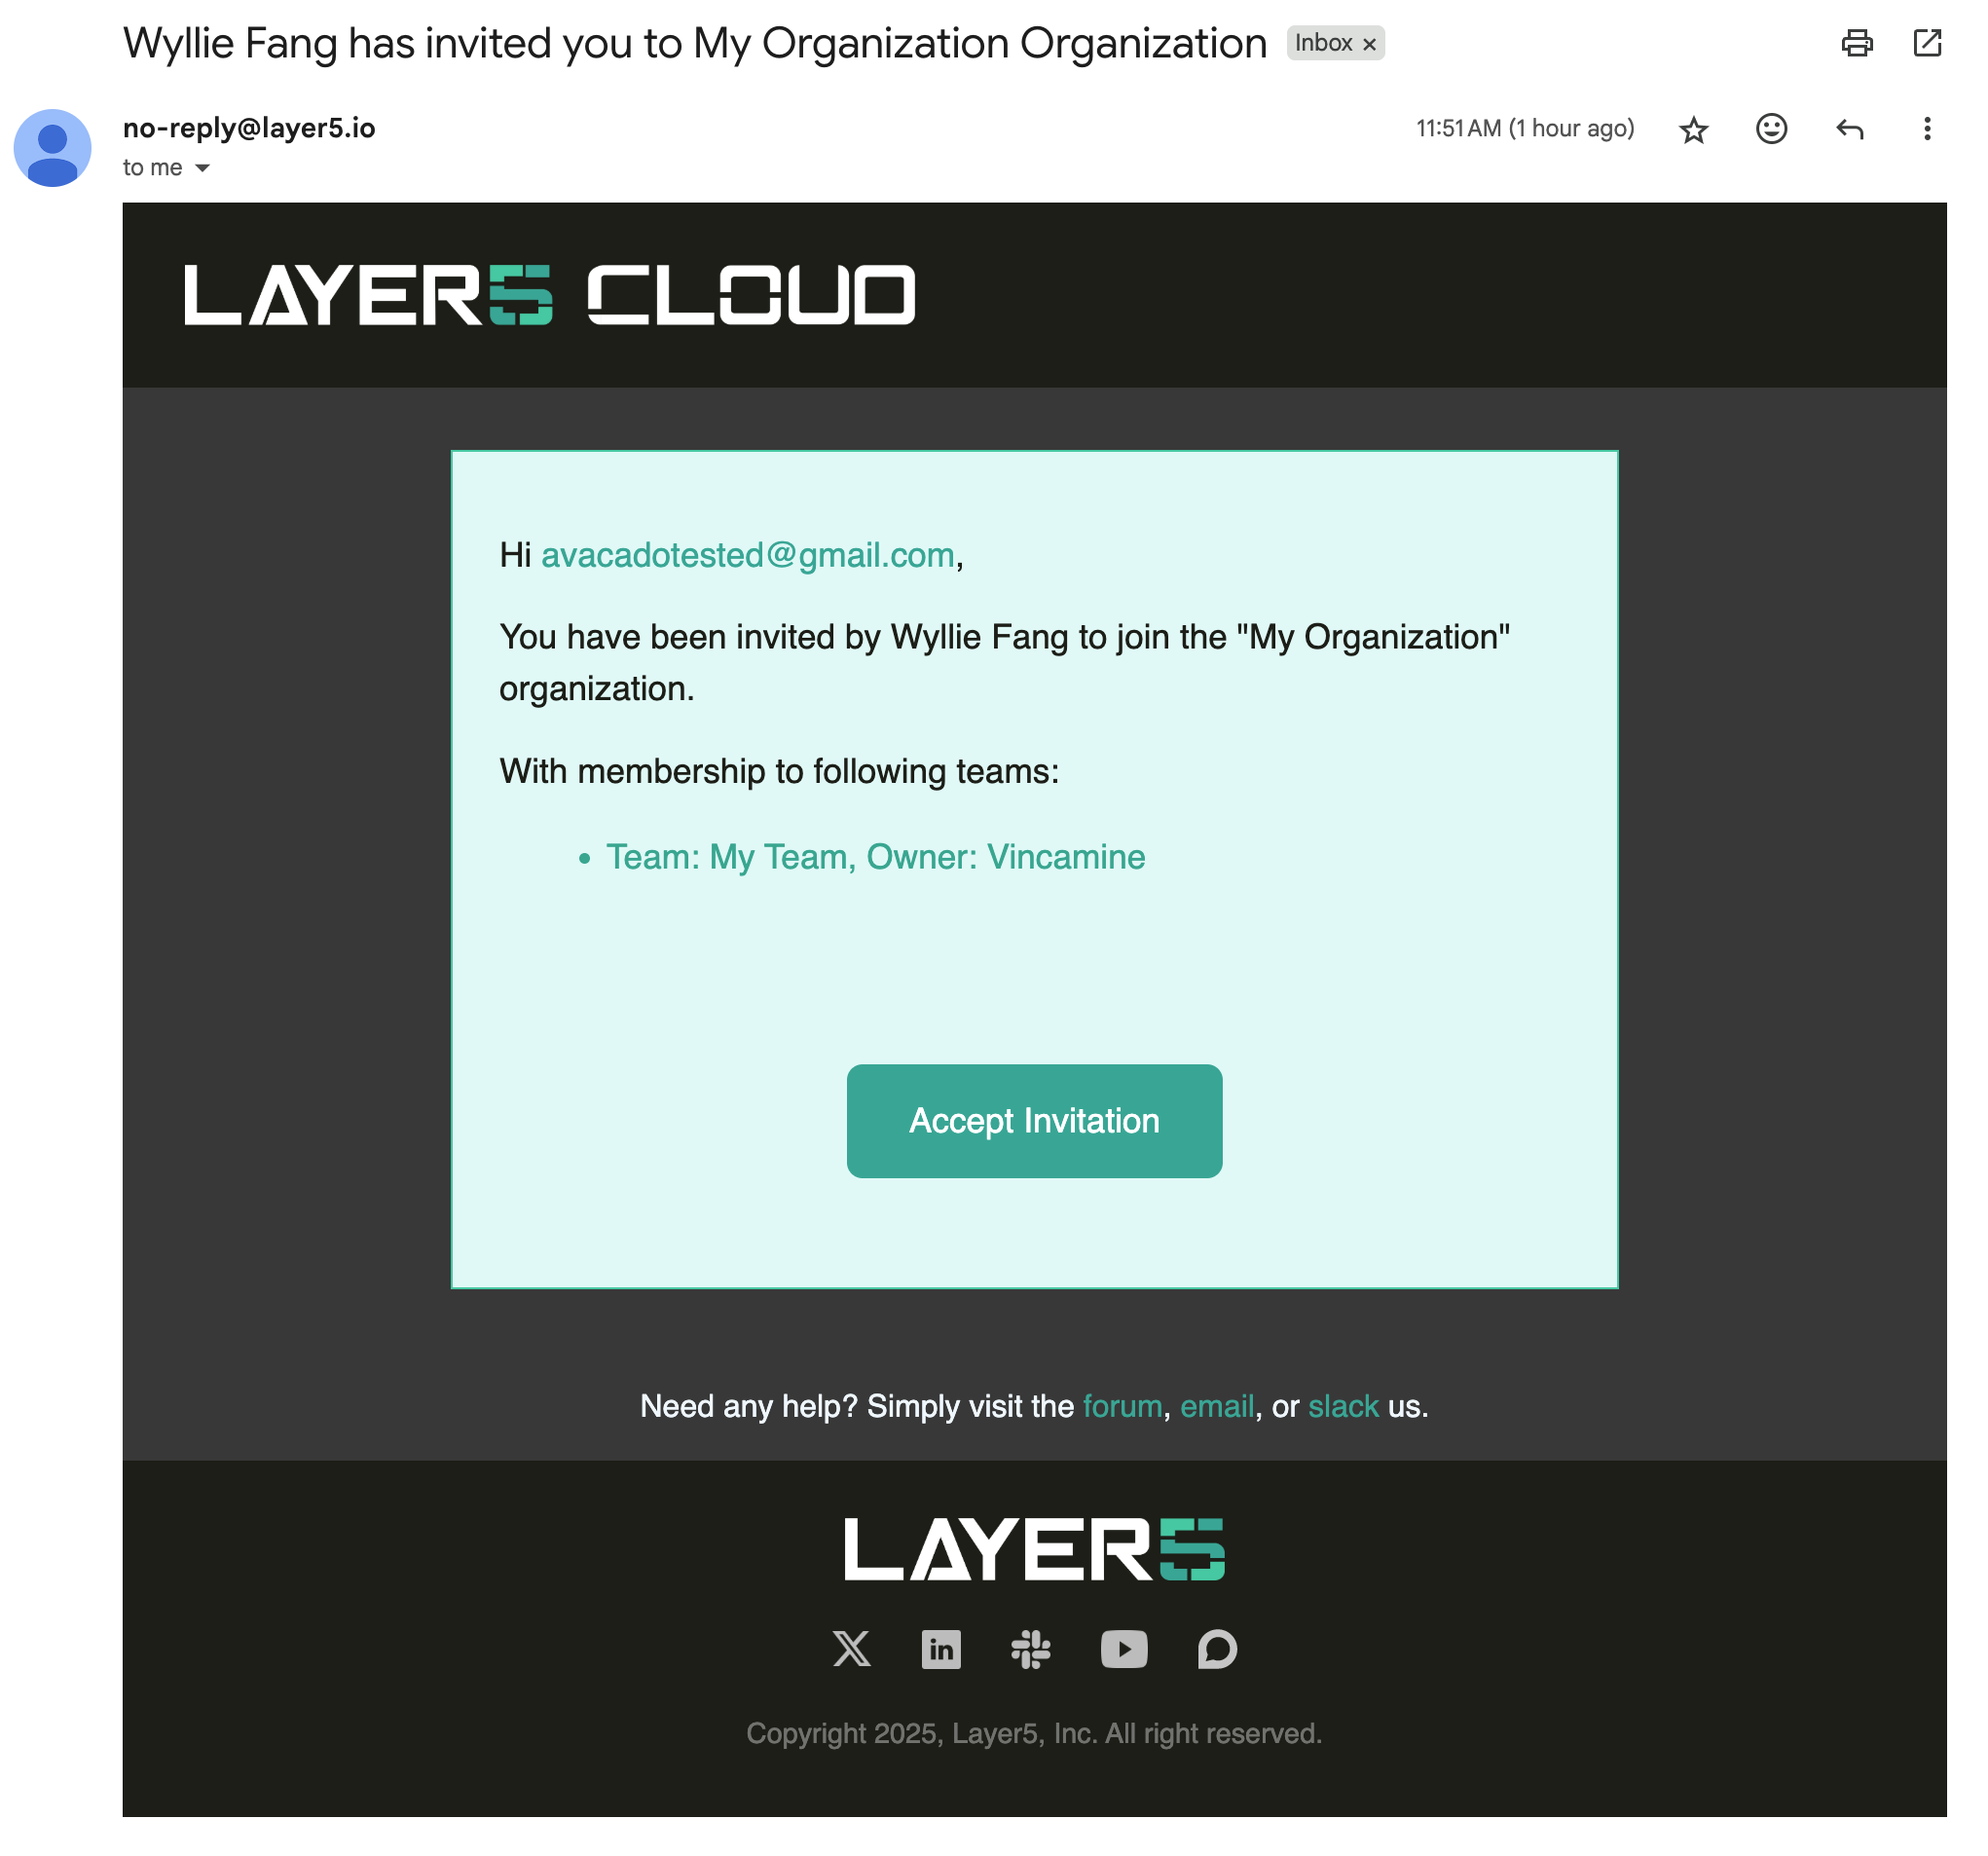 Wyllie Fang has invited you to My Organization Organization Inbox ×
no-reply@layer5.io 11:51 AM (1 hour ago)
to me
LAYER5 CLOUD
Hi avacadotested@gmail.com,
You have been invited by Wyllie Fang to join the "My Organization"
organization.
With membership to following teams:
• Team: My Team, Owner: Vincamine
Accept Invitation
Need any help? Simply visit the forum, email, or slack us.
LAYER5
X in
Copyright 2025, Layer5, Inc. All right reserved.